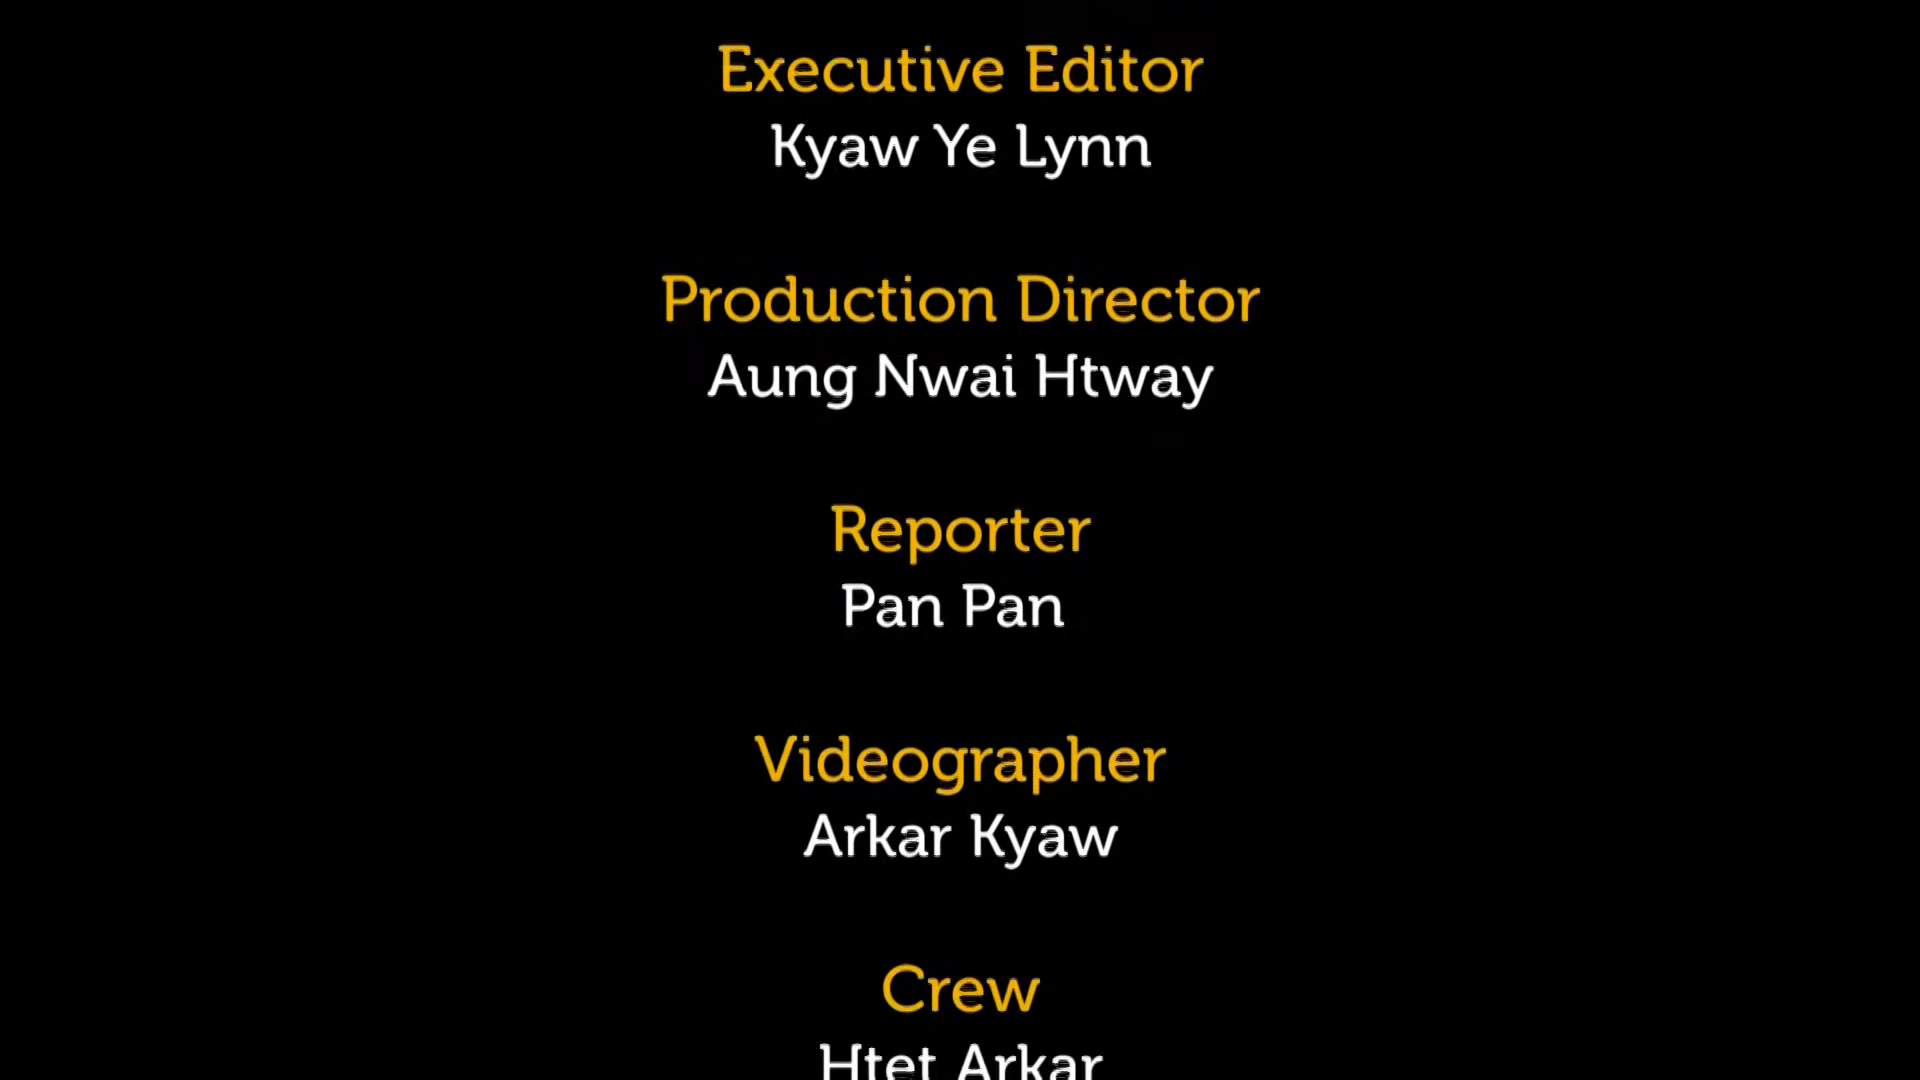 Executive Editor
Kyaw Ye Lynn
Production Director
Aung Nwai Htway
Reporter
Pan Pan
Videographer
Arkar Kyaw
Crew
Htet Arkar